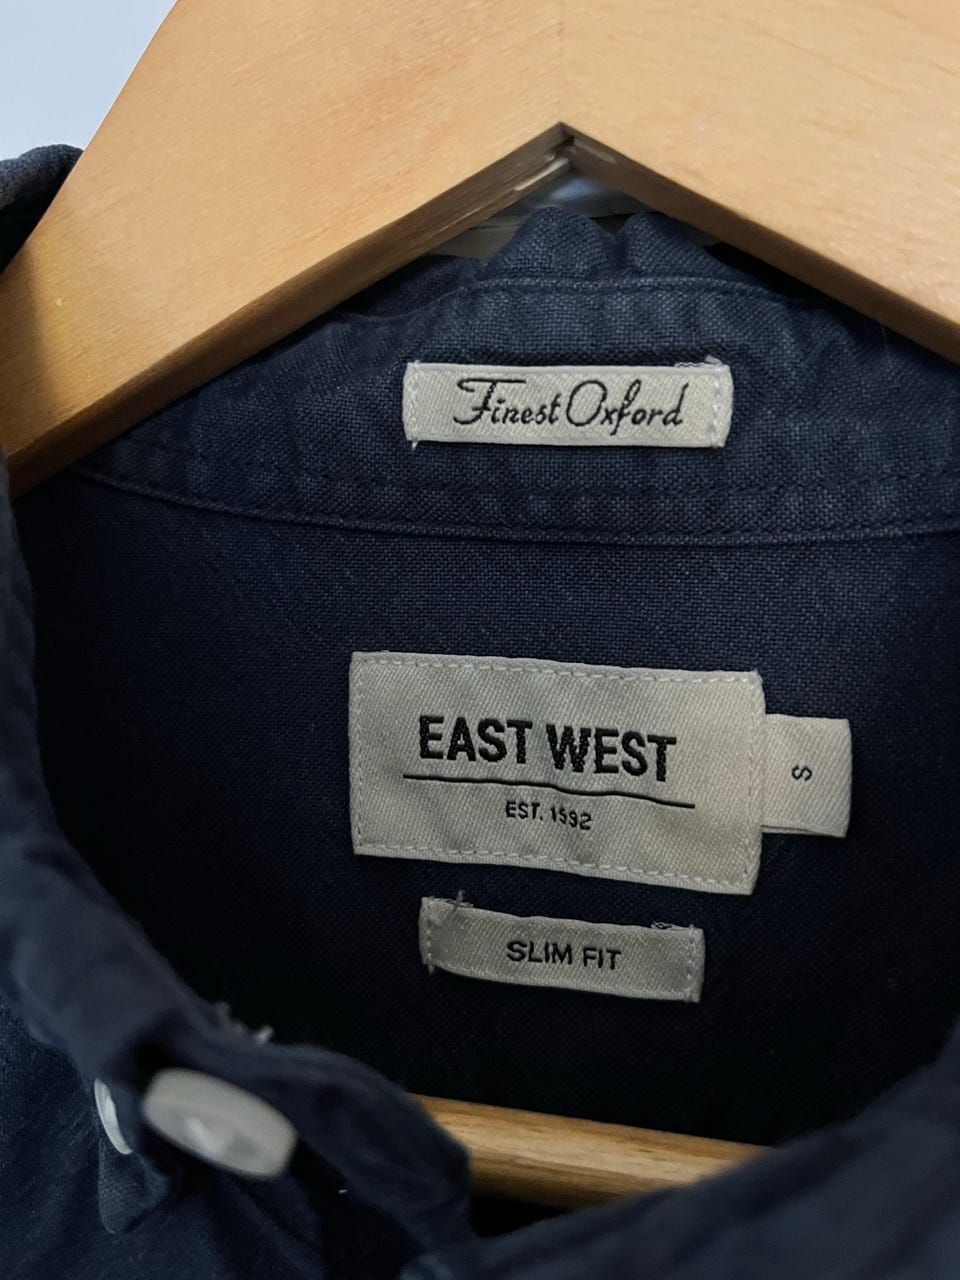 Finest Oxford
EAST WEST
S
EST. 1992
SLIM FIT